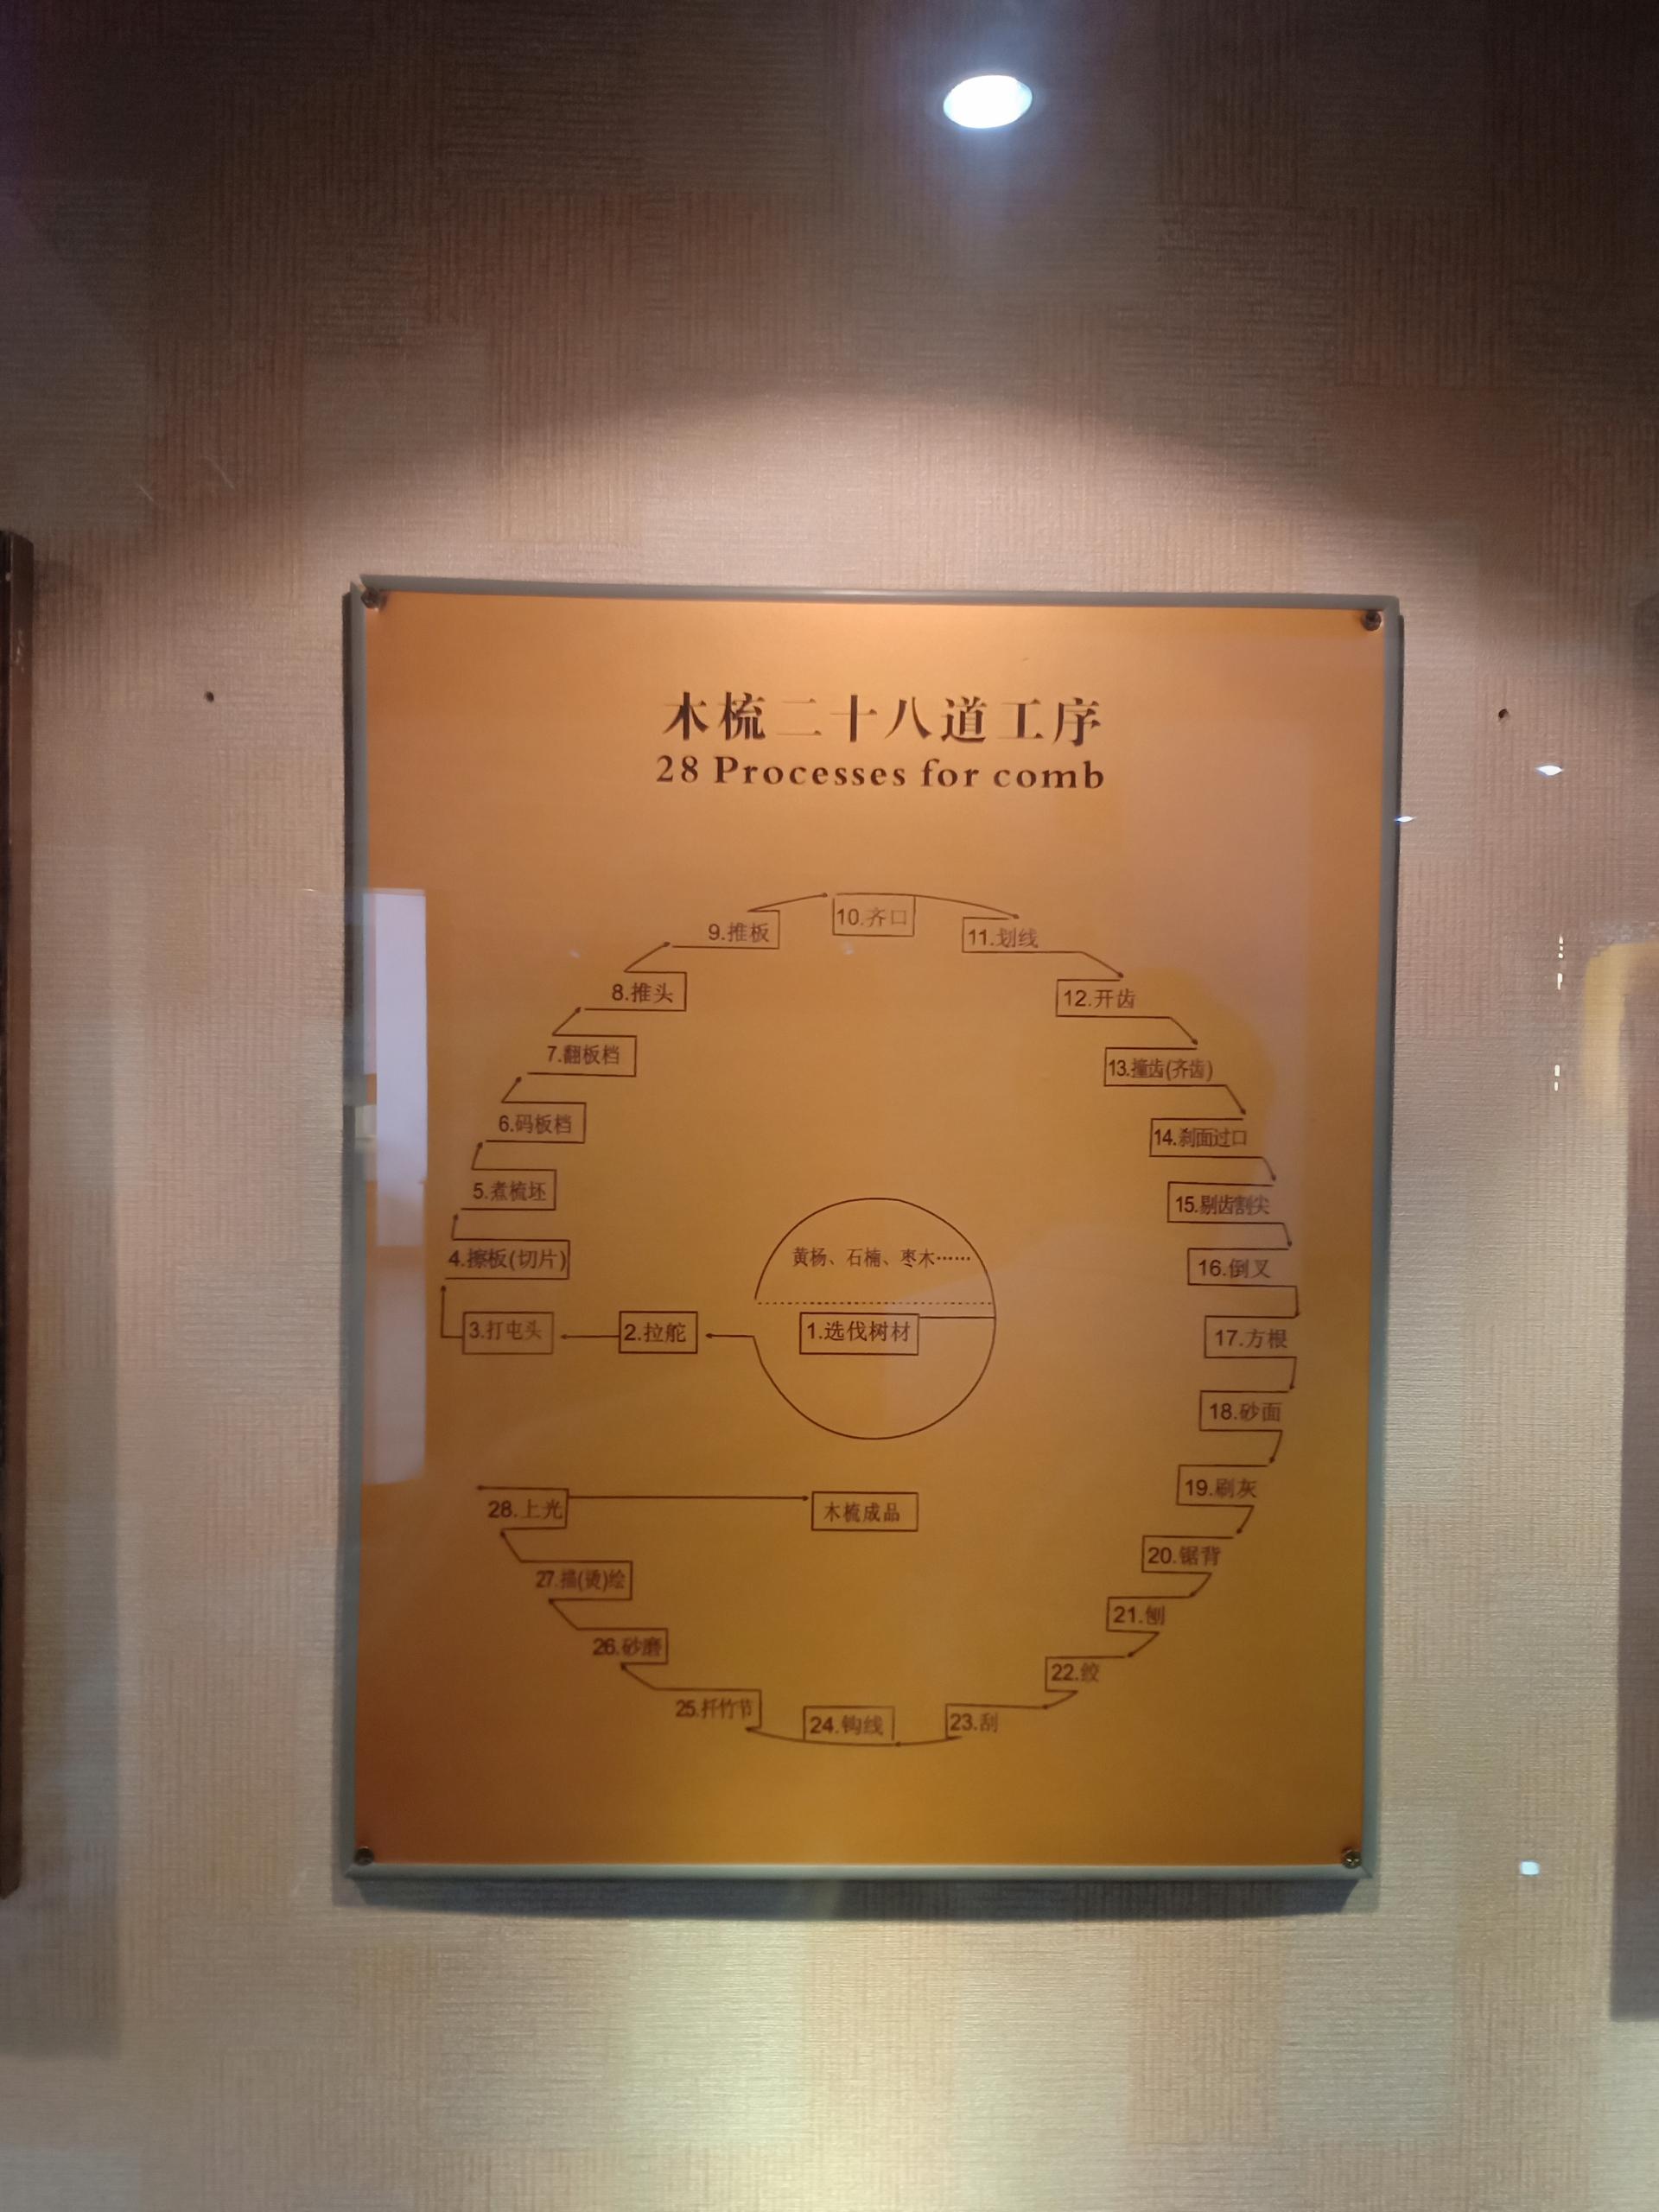 木梳二十八道工序
28 Processes for comb
黄杨、石楠、枣木……
1.选伐树材
2.拉舵
3.打屯头
4.擦板(切片)
5.煮梳坯
6.码板档
7.翻板档
8.推头
9.推板
10.齐口
11.划线
12.开齿
13.撞齿(齐齿)
14.刹面过口
15.剔齿割尖
16.倒叉
17.方根
18.砂面
19.刷灰
20.锯背
21.刨
22.绞
23.刮
24.钩线
25.扦竹节
26.砂磨
27.描(烫)绘
28.上光
木梳成品